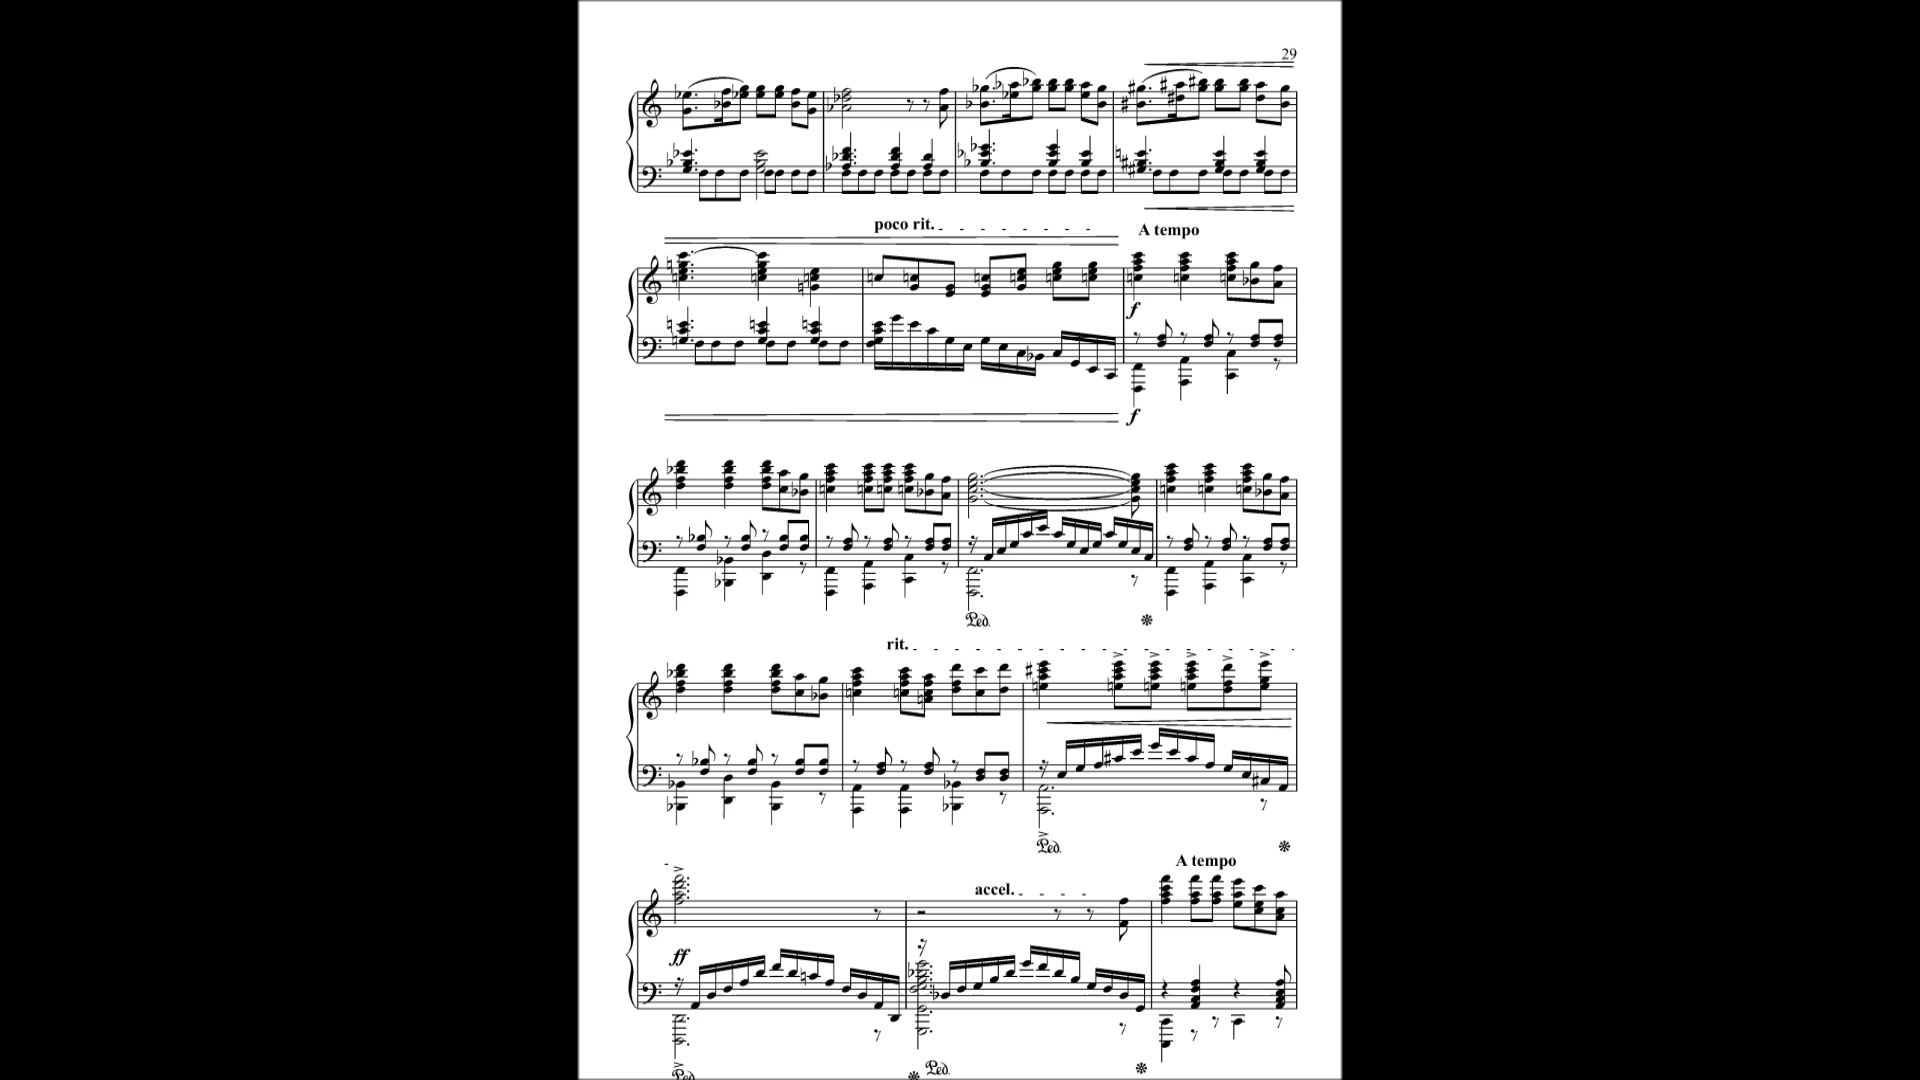 29
poco rit.
A tempo
f
f
Ped.
rit.
Ped.
accel.
A tempo
ff
Ped.
Ped.